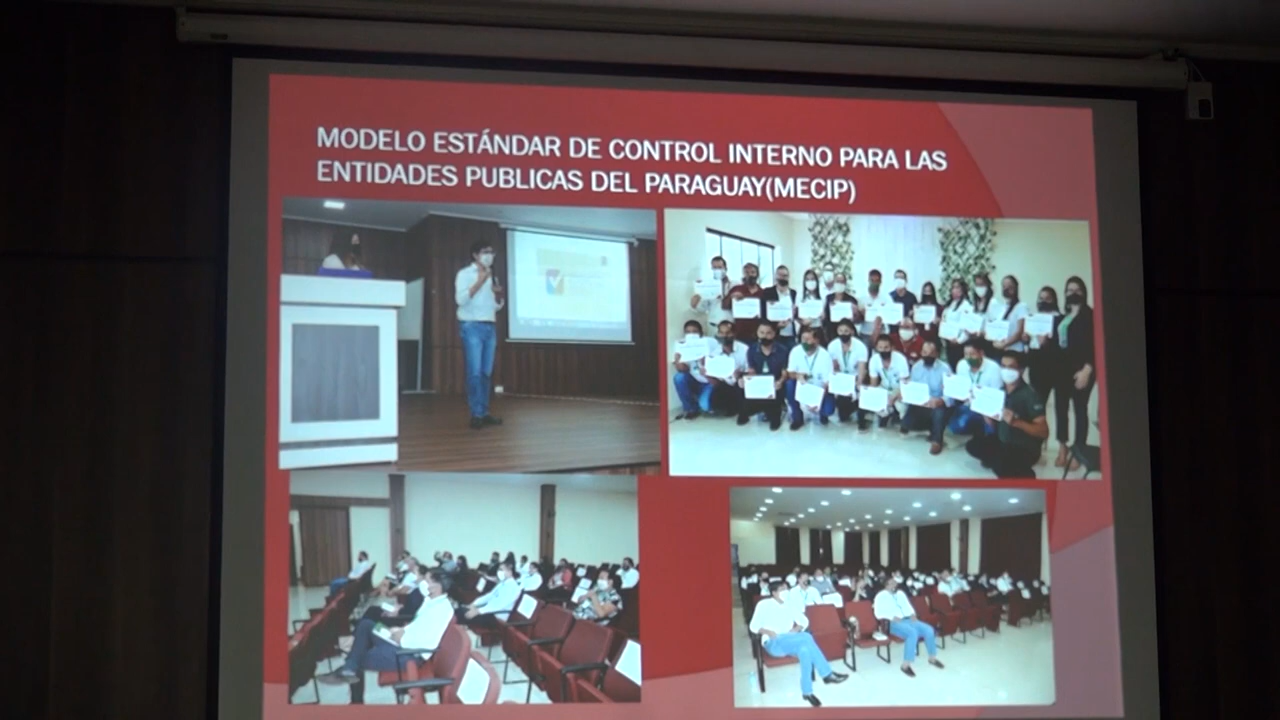 MODELO ESTÁNDAR DE CONTROL INTERNO PARA LAS
ENTIDADES PUBLICAS DEL PARAGUAY(MECIP)